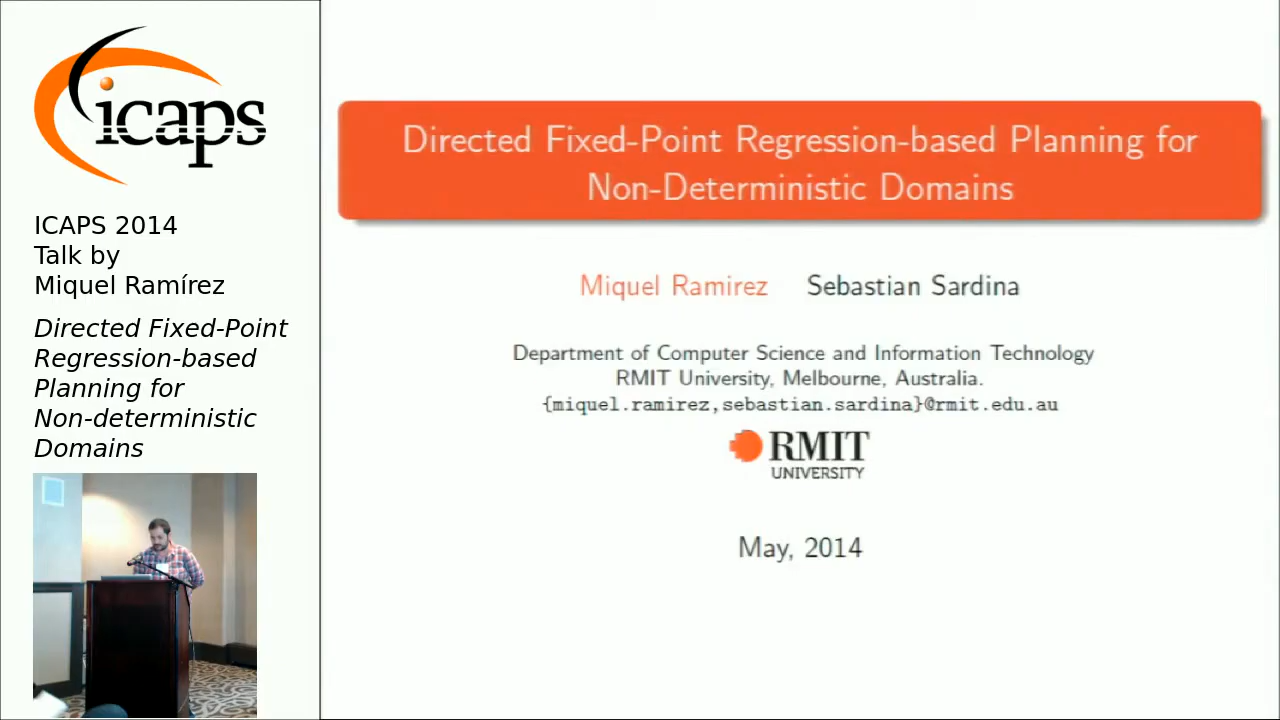 icaps
ICAPS 2014
Talk by
Miquel Ramírez
Directed Fixed-Point
Regression-based
Planning for
Non-deterministic
Domains
Directed Fixed-Point Regression-based Planning for
Non-Deterministic Domains
Miquel Ramirez Sebastian Sardina
Department of Computer Science and Information Technology
RMIT University, Melbourne, Australia.
{miquel.ramirez,sebastian.sardina}@rmit.edu.au
RMIT
UNIVERSITY
May, 2014